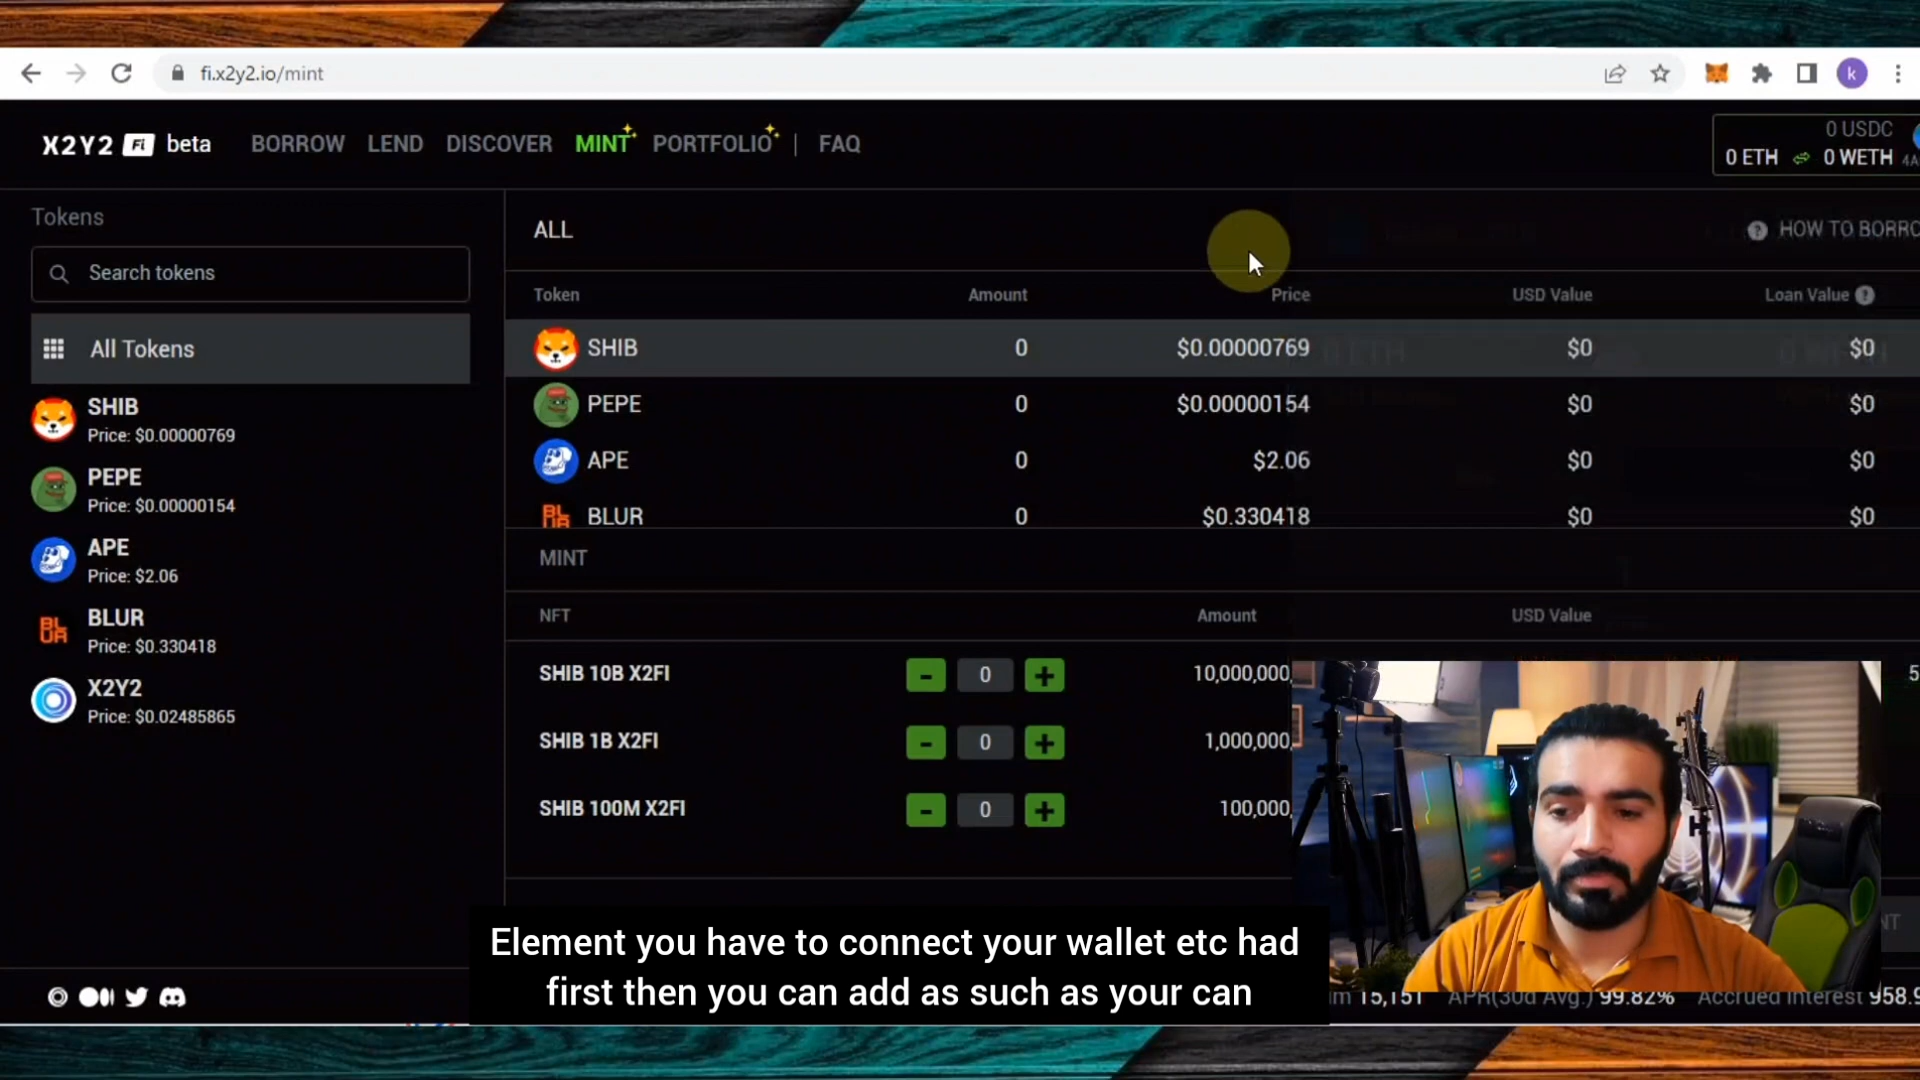 fi.x2y2.io/mint
k
X2Y2 Fi beta
BORROW
LEND
DISCOVER
MINT
PORTFOLIO
FAQ
0 USDC
0 ETH
0 WETH
Tokens
Search tokens
All Tokens
SHIB
Price: $0.00000769
PEPE
Price: $0.00000154
APE
Price: $2.06
BLUR
Price: $0.330418
X2Y2
Price: $0.02485865
ALL
HOW TO BORRO
Token Amount Price USD Value Loan Value
SHIB 0 $0.00000769 $0 $0
PEPE 0 $0.00000154 $0 $0
APE 0 $2.06 $0 $0
BLUR 0 $0.330418 $0 $0
MINT
NFT Amount USD Value
SHIB 10B X2FI - 0 + 10,000,000,
SHIB 1B X2FI - 0 + 1,000,000,
SHIB 100M X2FI - 0 + 100,000,
Element you have to connect your wallet etc had
first then you can add as such as your can
15,151 APR(30d Avg.) 99.82% Accrued Interest 958.9